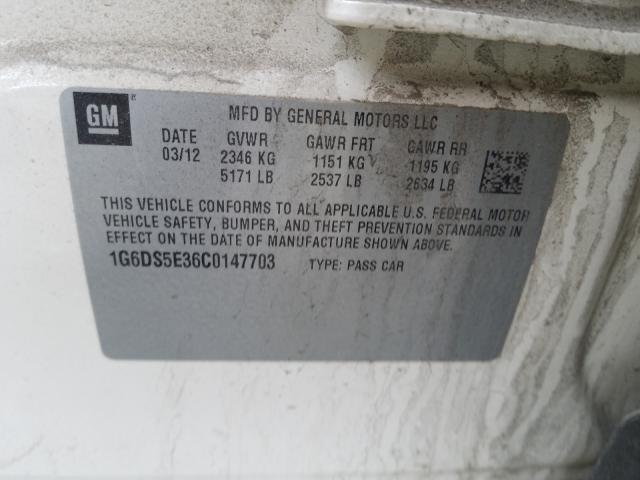 GM
MFD BY GENERAL MOTORS LLC
DATE GVWR GAWR FRT GAWR RR
03/12 2346 KG 1151 KG 1195 KG
5171 LB 2537 LB 2634 LB
THIS VEHICLE CONFORMS TO ALL APPLICABLE U.S. FEDERAL MOTOR
VEHICLE SAFETY, BUMPER, AND THEFT PREVENTION STANDARDS IN
EFFECT ON THE DATE OF MANUFACTURE SHOWN ABOVE.
1G6DS5E36C0147703 TYPE: PASS CAR